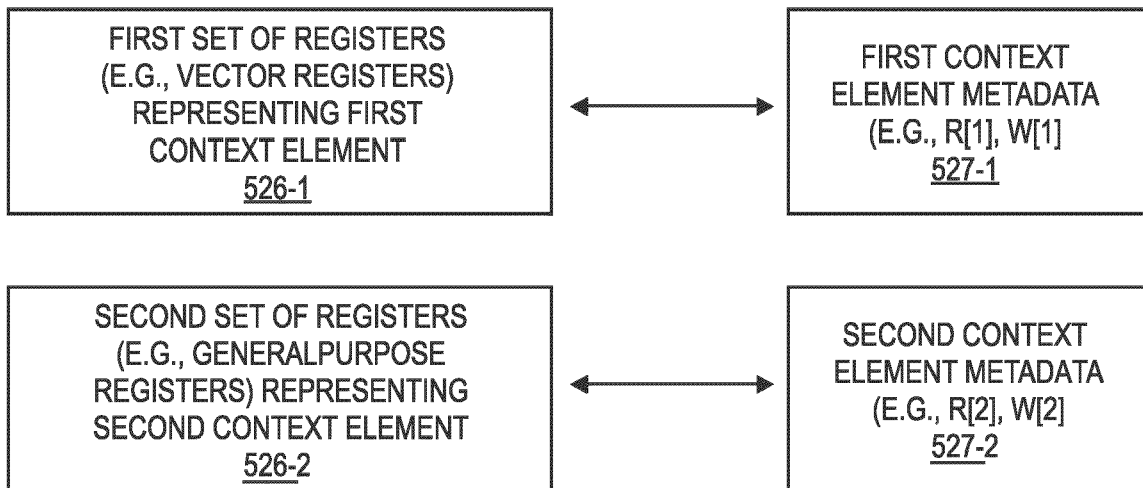 FIRST SET OF REGISTERS
(E.G., VECTOR REGISTERS)
REPRESENTING FIRST
CONTEXT ELEMENT
526-1
FIRST CONTEXT
ELEMENT METADATA
(E.G., R[1], W[1]
527-1
SECOND SET OF REGISTERS
(E.G., GENERALPURPOSE
REGISTERS) REPRESENTING
SECOND CONTEXT ELEMENT
526-2
SECOND CONTEXT
ELEMENT METADATA
(E.G., R[2], W[2]
527-2